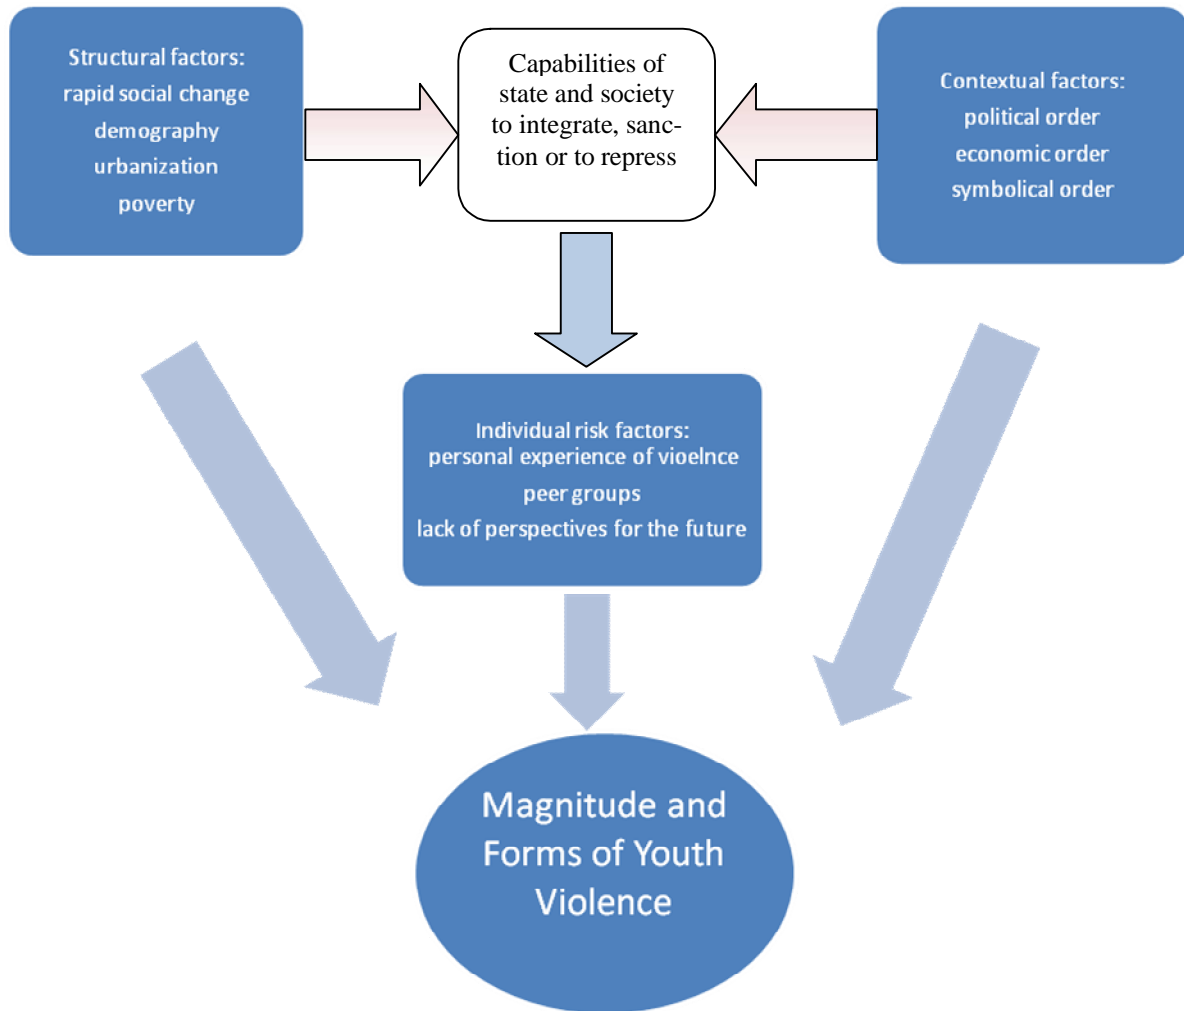 Structural factors:
rapid social change
demography
urbanization
poverty
Capabilities of
state and society
to integrate, sanc-
tion or to repress
Contextual factors:
political order
economic order
symbolical order
Individual risk factors:
personal experience of vioelnce
peer groups
lack of perspectives for the future
Magnitude and
Forms of Youth
Violence